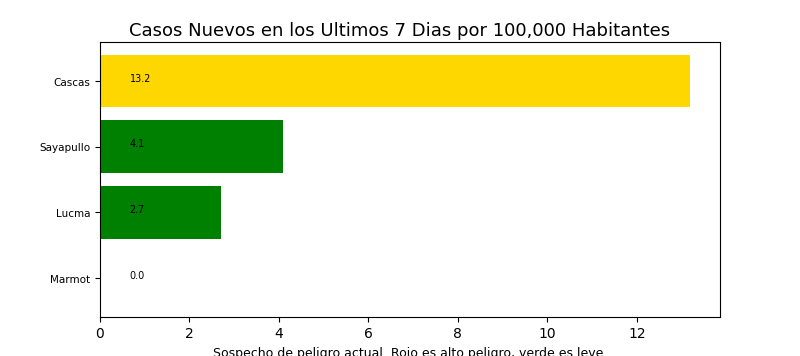 Casos Nuevos en los Ultimos 7 Dias por 100,000 Habitantes
Cascas
13.2
Sayapullo
4.1
Lucma
2.7
Marmot
0.0
0 2 4 6 8 10 12
Sospecho de peligro actual. Rojo es alto peligro, verde es leve